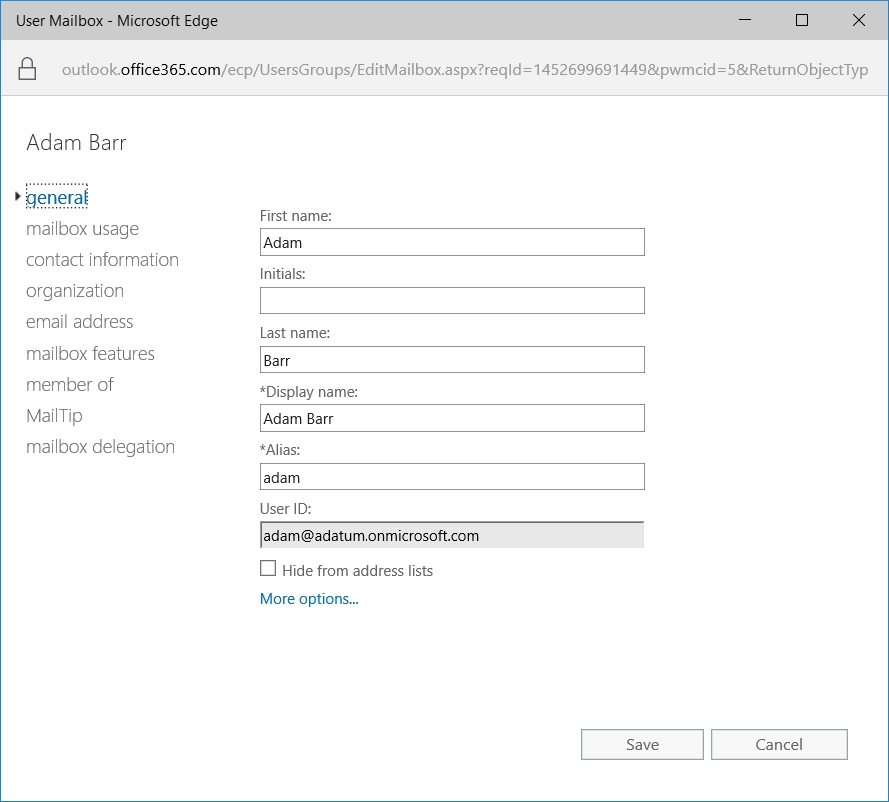 User Mailbox - Microsoft Edge
outlook.office365.com/ecp/UsersGroups/EditMailbox.aspx?reqId=1452699691449&pwmcid=5&ReturnObjectTyp
Adam Barr
general
mailbox usage
contact information
organization
email address
mailbox features
member of
MailTip
mailbox delegation
First name:
Adam
Initials:
Last name:
Barr
*Display name:
Adam Barr
*Alias:
adam
User ID:
adam@adatum.onmicrosoft.com
Hide from address lists
More options...
Save
Cancel